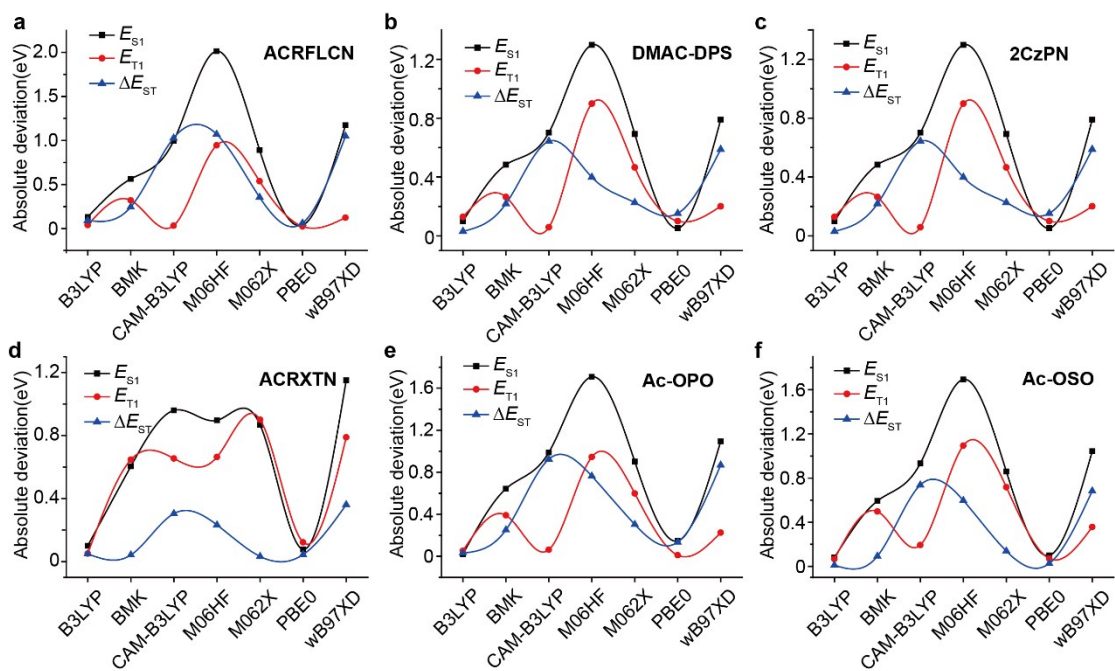 a
Absolute deviation(eV)
2.0
1.5
1.0
0.5
0
E_S1
E_T1
ΔE_ST
ACRFLCN
B3LYP
BMK
CAM-B3LYP
M06HF
M062X
PBE0
wB97XD
b
Absolute deviation(eV)
1.2
0.8
0.4
0
E_S1
E_T1
ΔE_ST
DMAC-DPS
B3LYP
BMK
CAM-B3LYP
M06HF
M062X
PBE0
wB97XD
c
Absolute deviation(eV)
1.2
0.8
0.4
0
E_S1
E_T1
ΔE_ST
2CzPN
B3LYP
BMK
CAM-B3LYP
M06HF
M062X
PBE0
wB97XD
d
Absolute deviation(eV)
1.2
0.8
0.4
0
E_S1
E_T1
ΔE_ST
ACRXTN
B3LYP
BMK
CAM-B3LYP
M06HF
M062X
PBE0
wB97XD
e
Absolute deviation(eV)
1.6
1.2
0.8
0.4
0
E_S1
E_T1
ΔE_ST
Ac-OPO
B3LYP
BMK
CAM-B3LYP
M06HF
M062X
PBE0
wB97XD
f
Absolute deviation(eV)
1.6
1.2
0.8
0.4
0
E_S1
E_T1
ΔE_ST
Ac-OSO
B3LYP
BMK
CAM-B3LYP
M06HF
M062X
PBE0
wB97XD